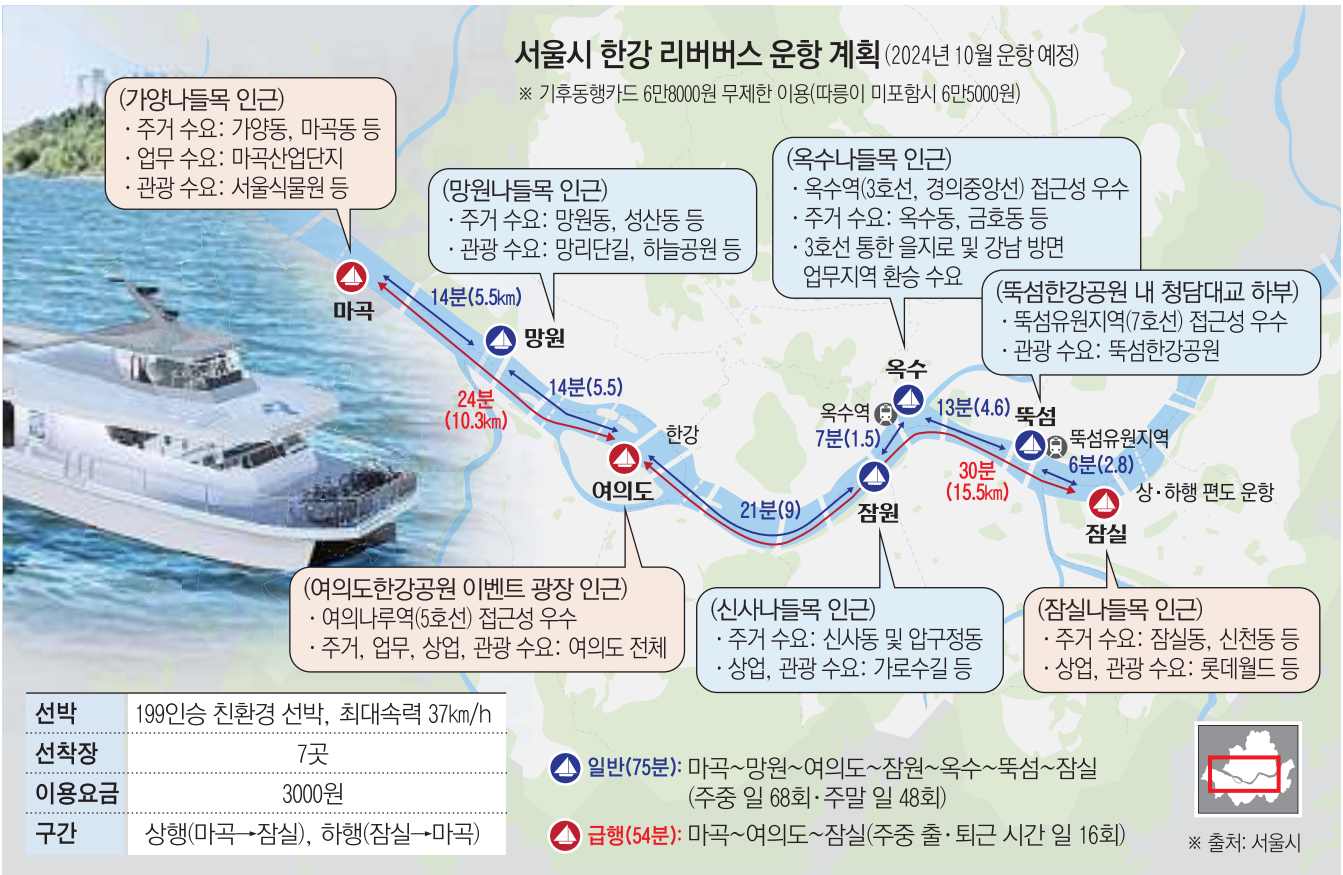 서울시 한강 리버버스 운항 계획 (2024년 10월 운항 예정)
※ 기후동행카드 6만8000원 무제한 이용(따릉이 미포함시 6만5000원)
(가양나들목 인근)
· 주거 수요: 가양동, 마곡동 등
· 업무 수요: 마곡산업단지
· 관광 수요: 서울식물원 등
(망원나들목 인근)
· 주거 수요: 망원동, 성산동 등
· 관광 수요: 망리단길, 하늘공원 등
(옥수나들목 인근)
· 옥수역(3호선, 경의중앙선) 접근성 우수
· 주거 수요: 옥수동, 금호동 등
· 3호선 통한 을지로 및 강남 방면
업무지역 환승 수요
(뚝섬한강공원 내 청담대교 하부)
· 뚝섬유원지역(7호선) 접근성 우수
· 관광 수요: 뚝섬한강공원
마곡
14분(5.5km)
망원
24분
(10.3km)
14분(5.5)
여의도
한강
21분(9)
잠원
7분(1.5)
옥수역
옥수
13분(4.6)
뚝섬
뚝섬유원지역
6분(2.8)
30분
(15.5km)
잠실
상·하행 편도 운항
(여의도한강공원 이벤트 광장 인근)
· 여의나루역(5호선) 접근성 우수
· 주거, 업무, 상업, 관광 수요: 여의도 전체
(신사나들목 인근)
· 주거 수요: 신사동 및 압구정동
· 상업, 관광 수요: 가로수길 등
(잠실나들목 인근)
· 주거 수요: 잠실동, 신천동 등
· 상업, 관광 수요: 롯데월드 등
선박 199인승 친환경 선박, 최대속력 37km/h
선착장 7곳
이용요금 3000원
구간 상행(마곡→잠실), 하행(잠실→마곡)
일반(75분): 마곡~망원~여의도~잠원~옥수~뚝섬~잠실
(주중 일 68회·주말 일 48회)
급행(54분): 마곡~여의도~잠실(주중 출·퇴근 시간 일 16회)
※ 출처: 서울시